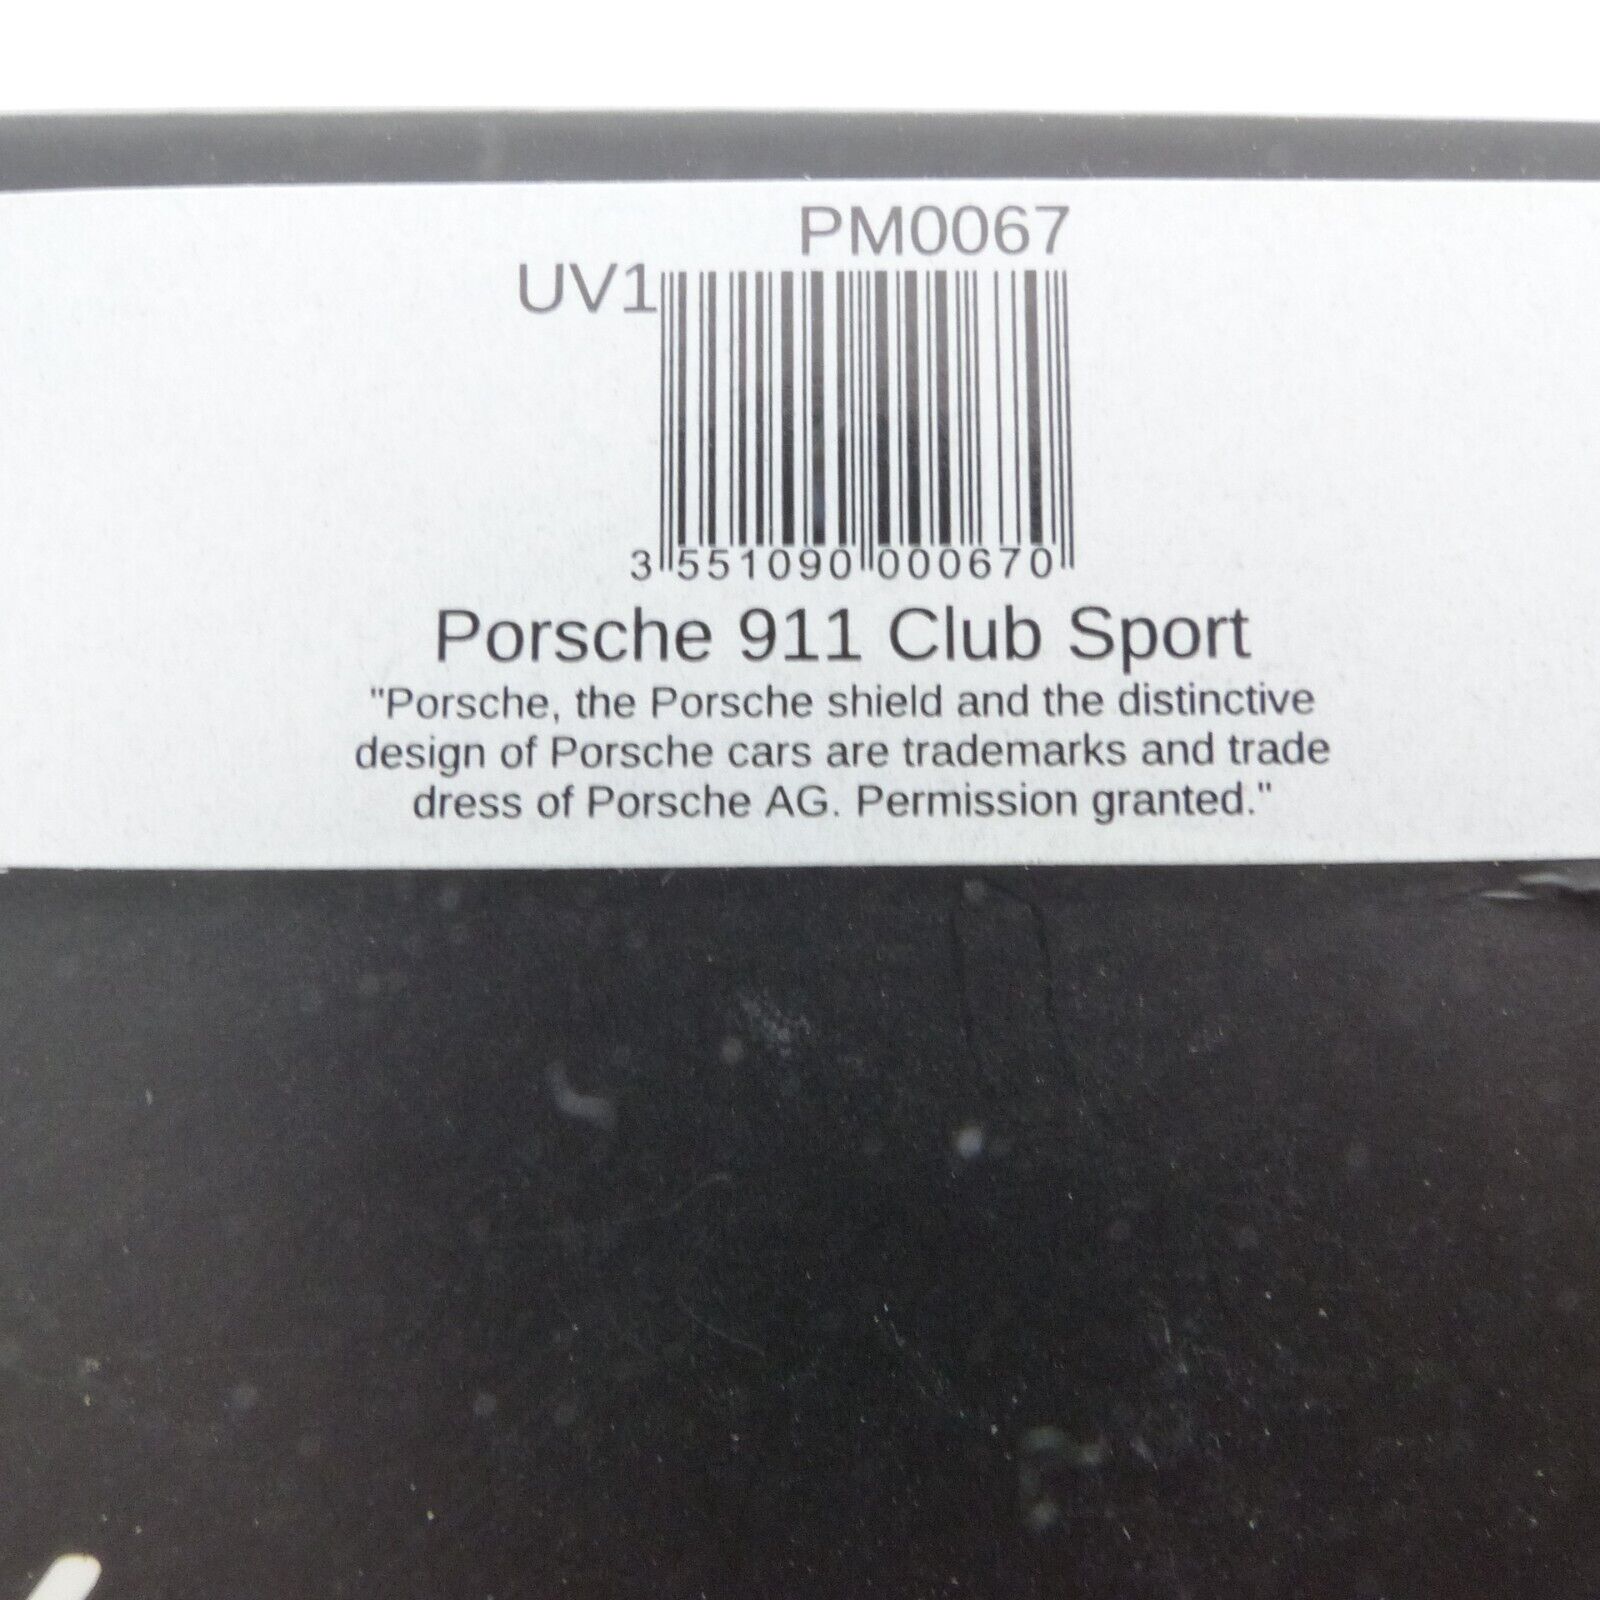 PM0067
UV1
3 551090 000670
Porsche 911 Club Sport
"Porsche, the Porsche shield and the distinctive
design of Porsche cars are trademarks and trade
dress of Porsche AG. Permission granted."